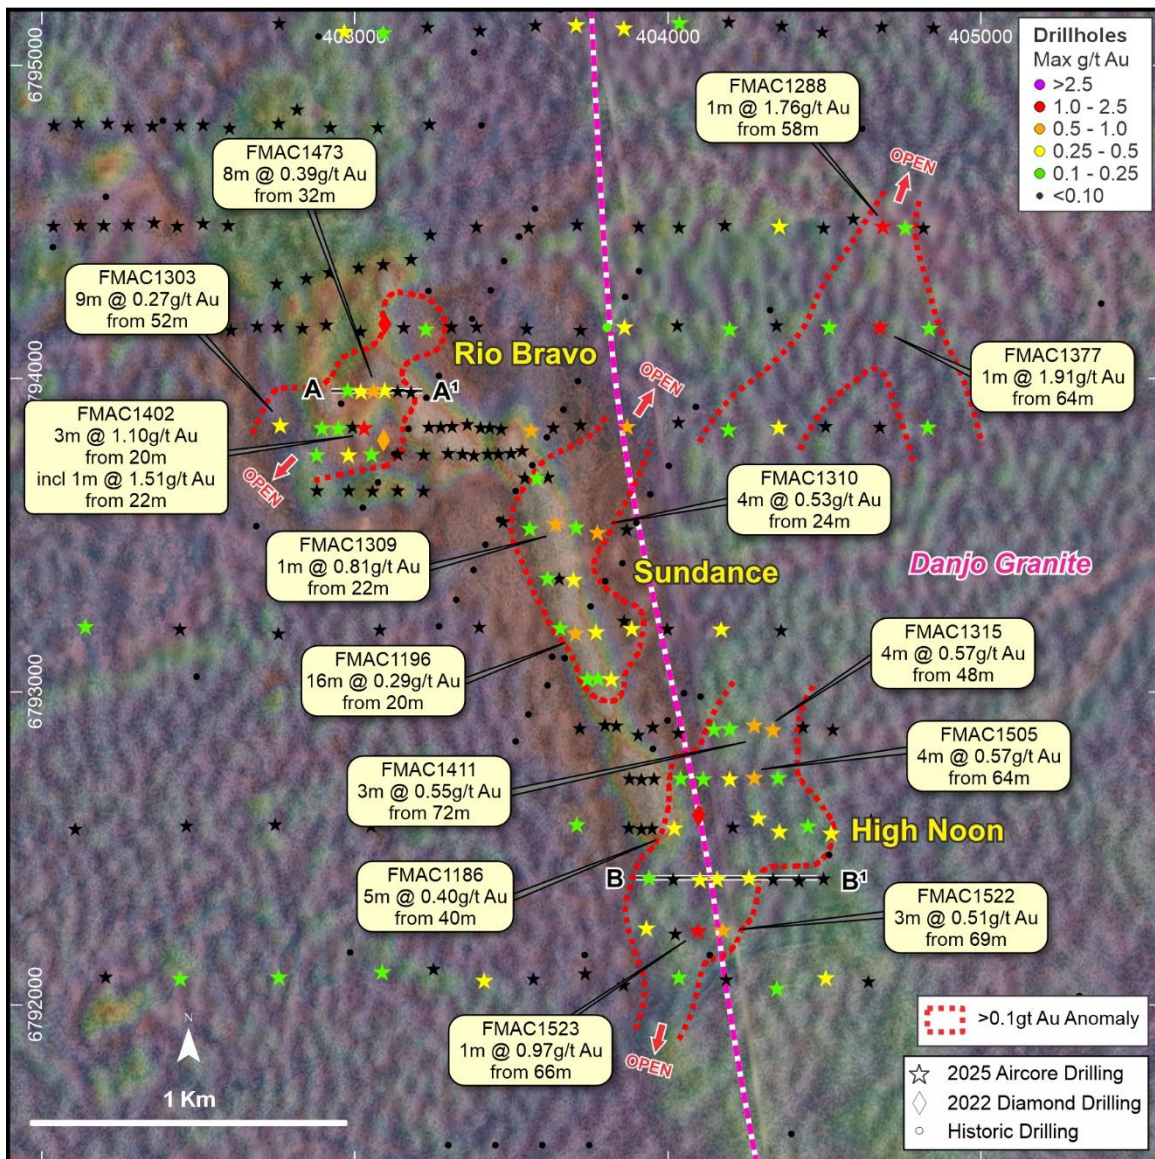 403000
404000
405000
6795000
6794000
6793000
6792000
Drillholes
Max g/t Au
>2.5
1.0 - 2.5
0.5 - 1.0
0.25 - 0.5
0.1 - 0.25
<0.10
FMAC1288
1m @ 1.76g/t Au
from 58m
OPEN
FMAC1473
8m @ 0.39g/t Au
from 32m
FMAC1303
9m @ 0.27g/t Au
from 52m
Rio Bravo
A
A¹
FMAC1377
1m @ 1.91g/t Au
from 64m
OPEN
FMAC1402
3m @ 1.10g/t Au
from 20m
incl 1m @ 1.51g/t Au
from 22m
OPEN
FMAC1310
4m @ 0.53g/t Au
from 24m
FMAC1309
1m @ 0.81g/t Au
from 22m
Sundance
Danjo Granite
FMAC1196
16m @ 0.29g/t Au
from 20m
FMAC1315
4m @ 0.57g/t Au
from 48m
FMAC1505
4m @ 0.57g/t Au
from 64m
FMAC1411
3m @ 0.55g/t Au
from 72m
High Noon
FMAC1186
5m @ 0.40g/t Au
from 40m
B
B¹
FMAC1522
3m @ 0.51g/t Au
from 69m
FMAC1523
1m @ 0.97g/t Au
from 66m
OPEN
N
1 Km
>0.1gt Au Anomaly
2025 Aircore Drilling
2022 Diamond Drilling
Historic Drilling